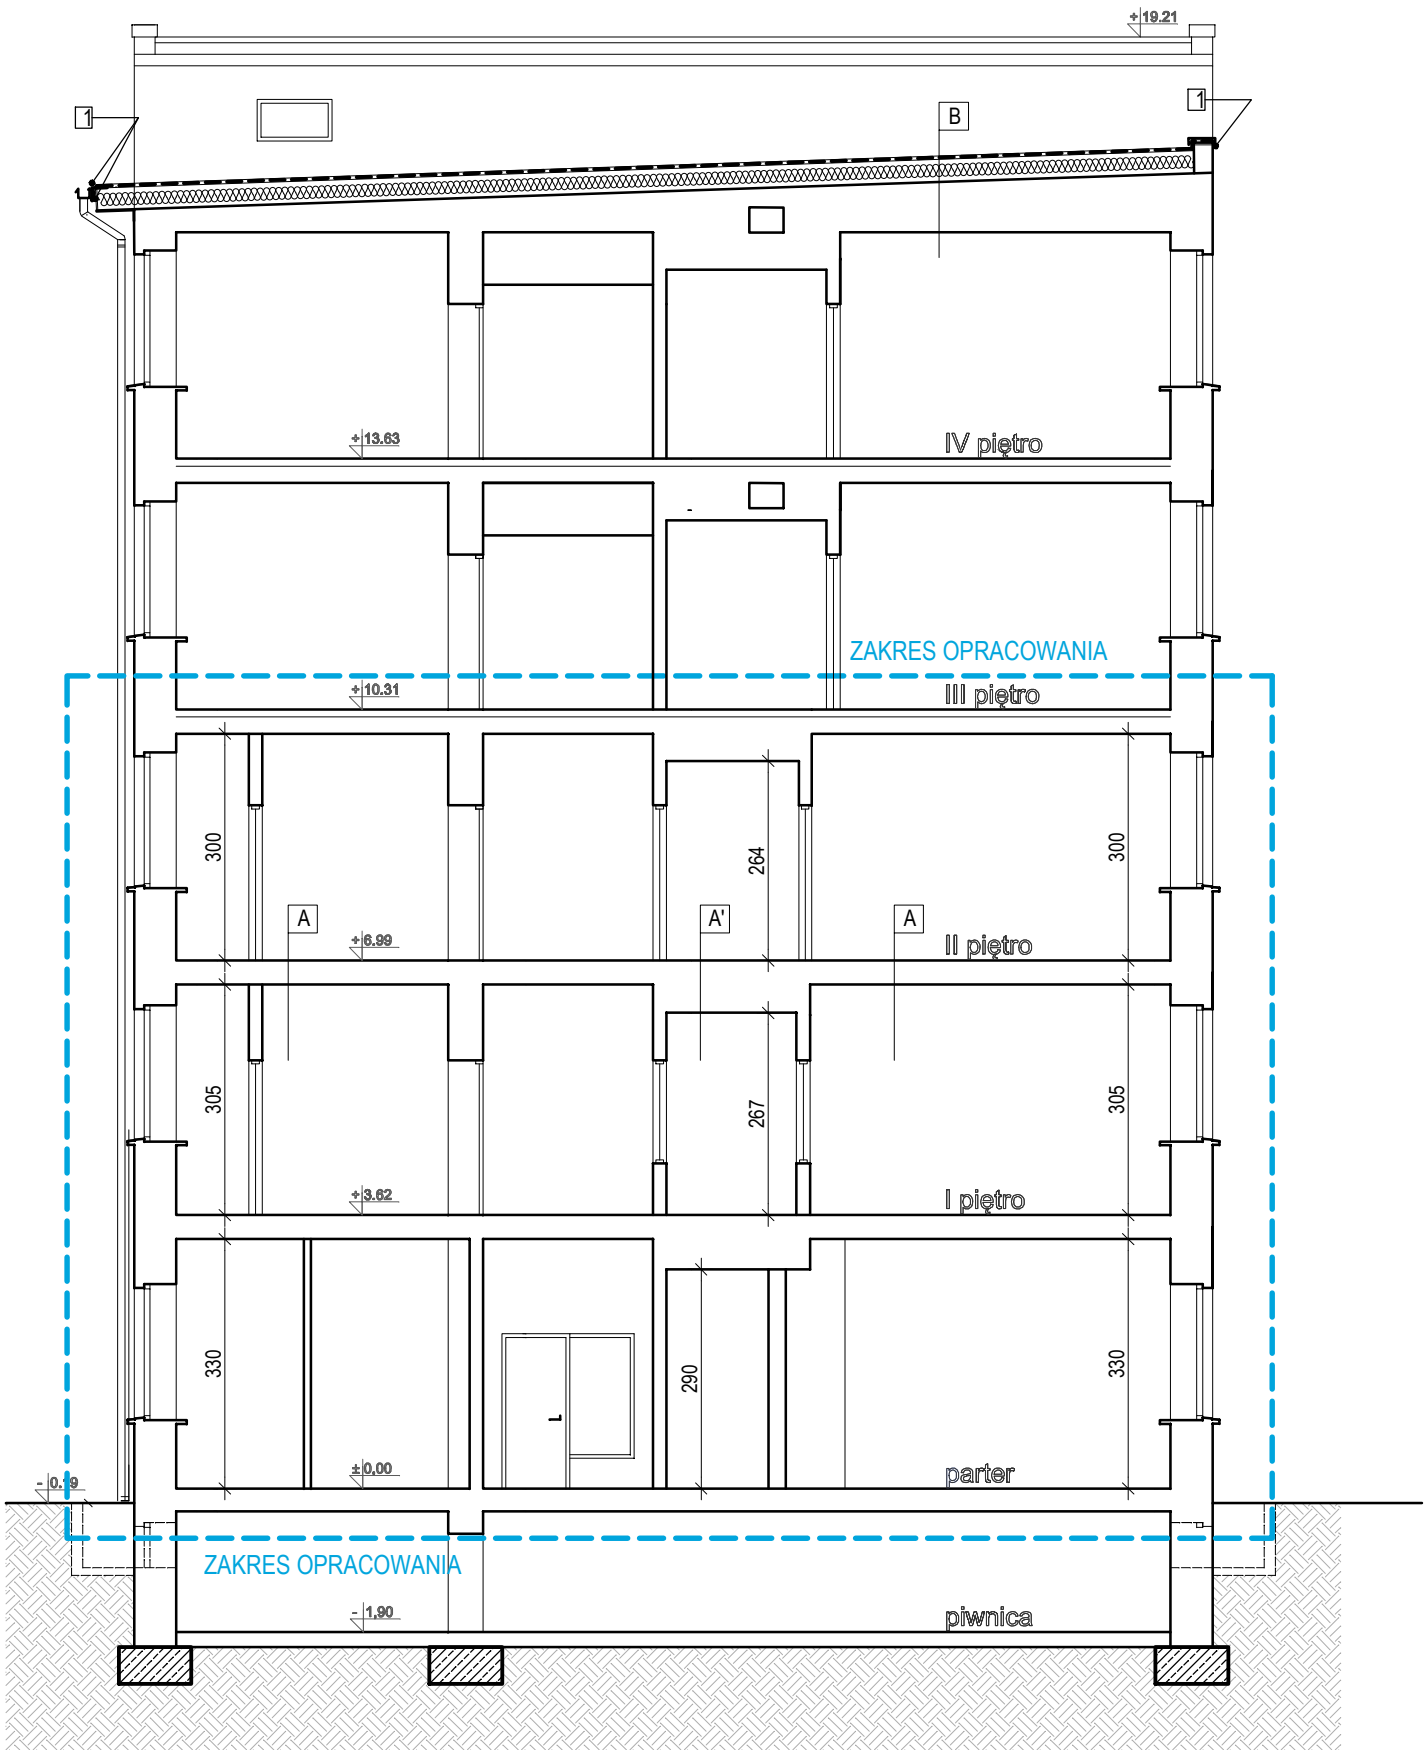 + 19.21
1
1
B
+ 13.63
IV piętro
ZAKRES OPRACOWANIA
+ 10.31
III piętro
300
264
300
A
A'
A
+ 6.99
II piętro
305
267
305
+ 3.62
I piętro
330
290
330
± 0,00
parter
- 0.19
ZAKRES OPRACOWANIA
- 1,90
piwnica